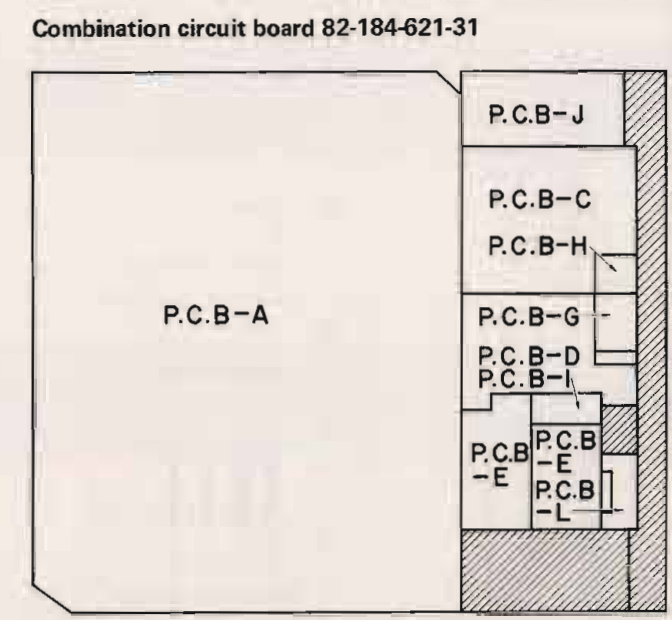 Combination circuit board 82-184-621-31
P.C.B-J
P.C.B-C
P.C.B-H
P.C.B-A
P.C.B-G
P.C.B-D
P.C.B-I
P.C.B
-E
P.C.B
-E
P.C.B
-L